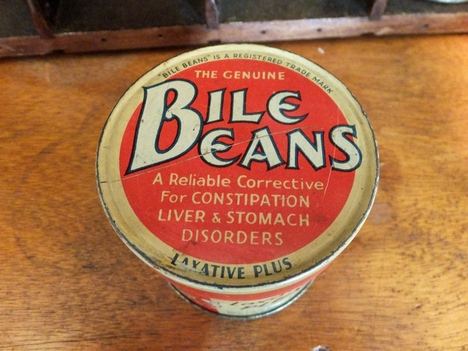 "BILE BEANS" IS A REGISTERED TRADE MARK
THE GENUINE
BILE
BEANS
A Reliable Corrective
For CONSTIPATION
LIVER & STOMACH
DISORDERS
LAXATIVE PLUS